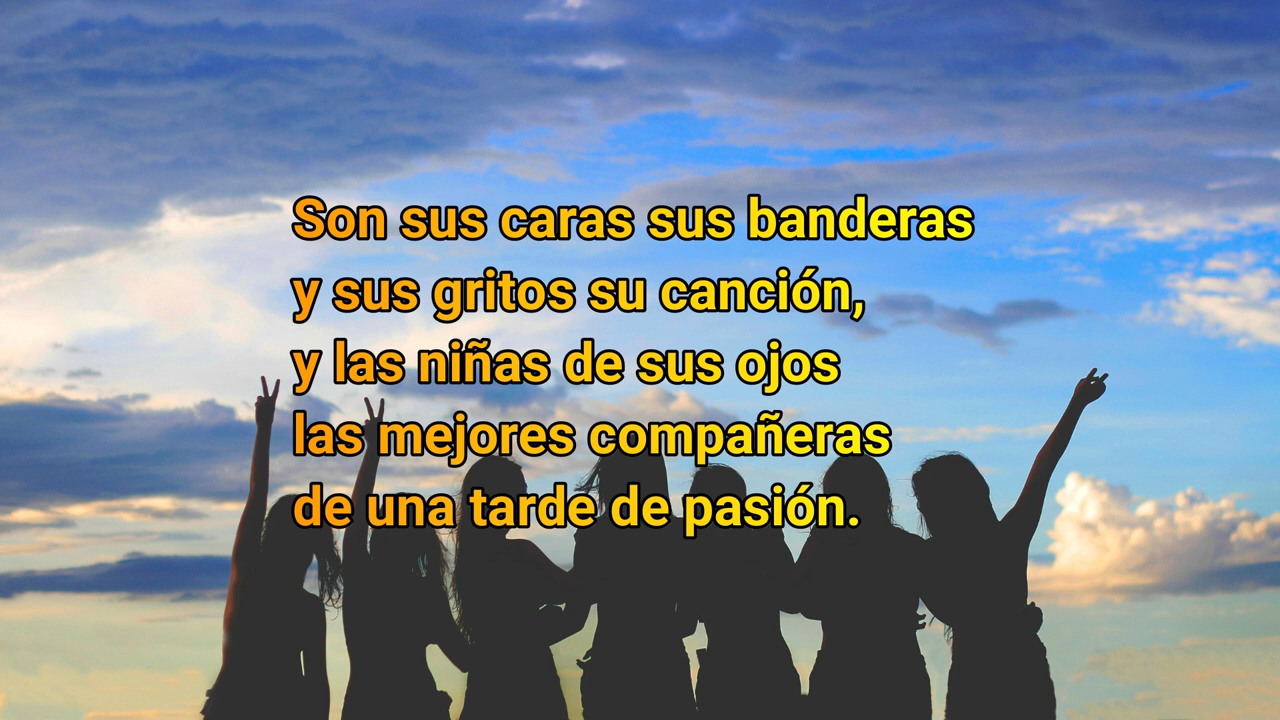 Son sus caras sus banderas
y sus gritos su canción,
y las niñas de sus ojos
las mejores compañeras
de una tarde de pasión.